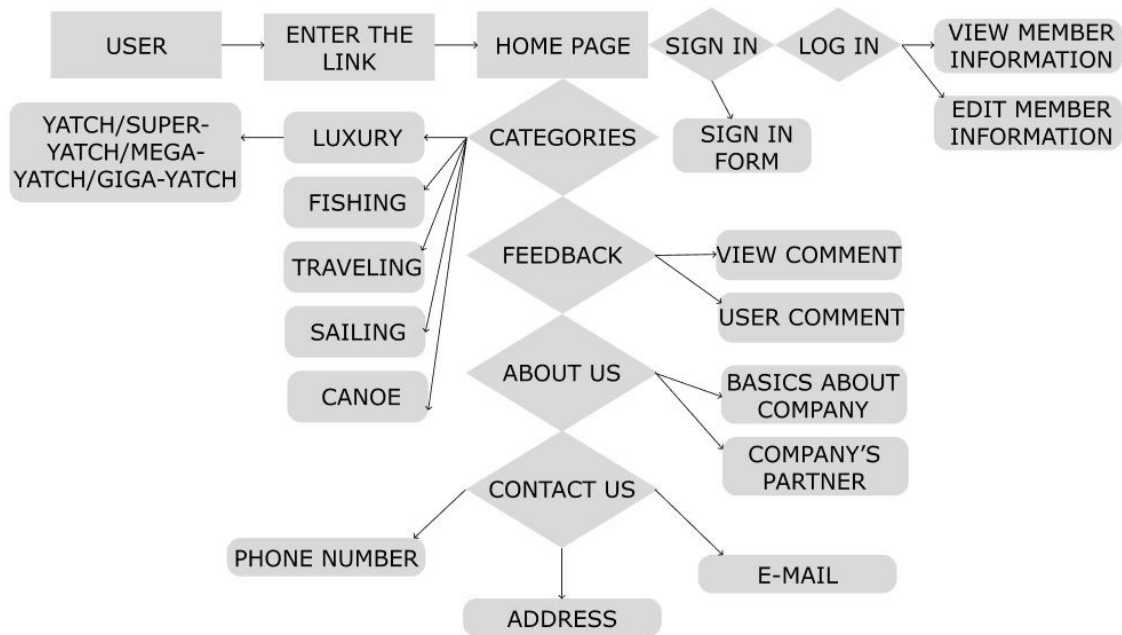 USER
ENTER THE
LINK
HOME PAGE
SIGN IN
LOG IN
VIEW MEMBER
INFORMATION
EDIT MEMBER
INFORMATION
SIGN IN
FORM
CATEGORIES
LUXURY
YATCH/SUPER-
YATCH/MEGA-
YATCH/GIGA-YATCH
FISHING
TRAVELING
SAILING
CANOE
FEEDBACK
VIEW COMMENT
USER COMMENT
ABOUT US
BASICS ABOUT
COMPANY
COMPANY’S
PARTNER
CONTACT US
PHONE NUMBER
ADDRESS
E-MAIL